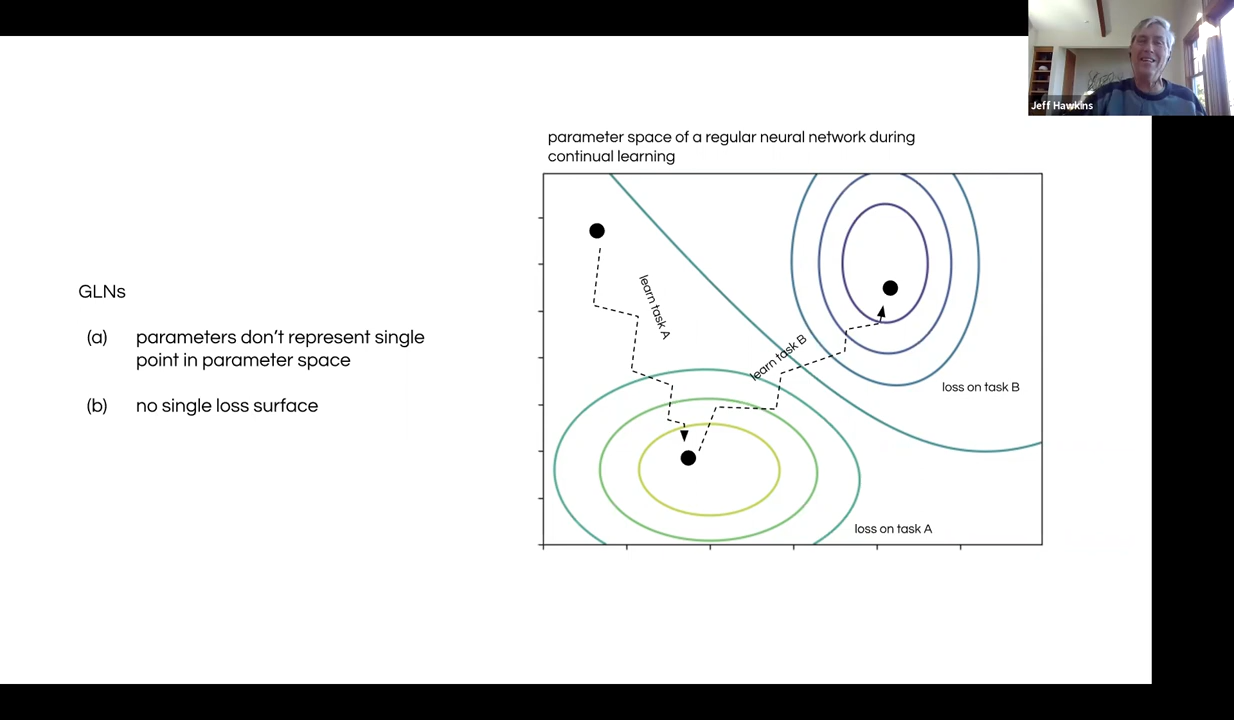 Jeff Hawkins
parameter space of a regular neural network during
continual learning
GLNs
(a) parameters don't represent single
point in parameter space
(b) no single loss surface
learn task A
learn task B
loss on task B
loss on task A